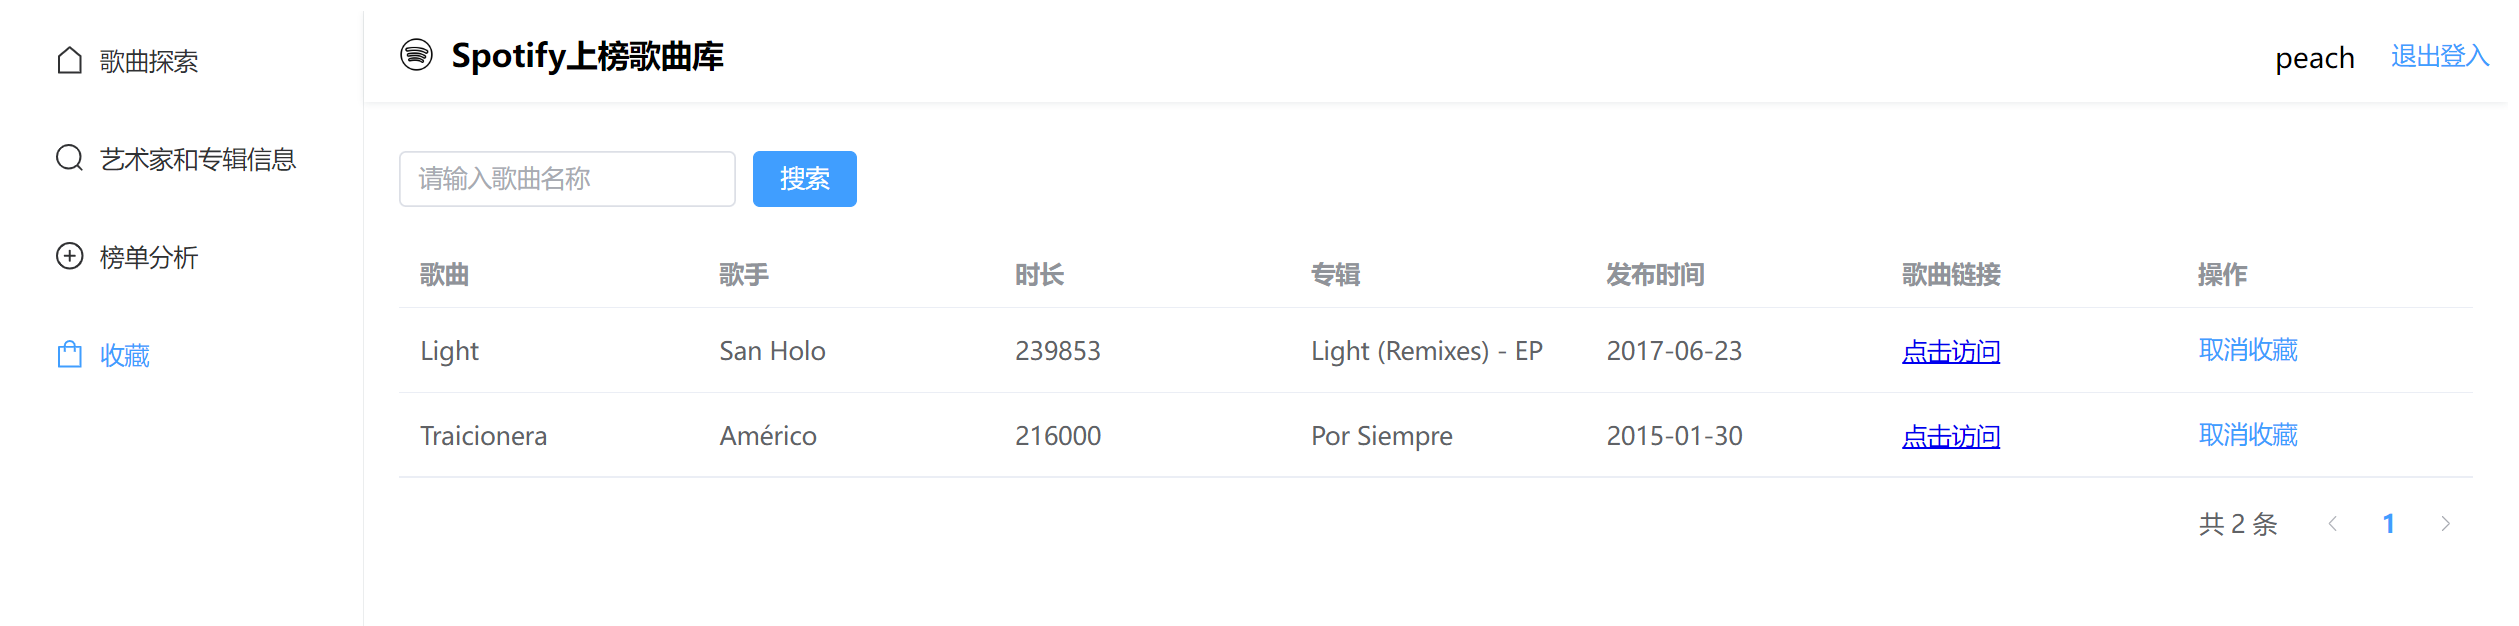 歌曲探索
艺术家和专辑信息
榜单分析
收藏
Spotify上榜歌曲库
peach 退出登入
请输入歌曲名称 搜索
歌曲 歌手 时长 专辑 发布时间 歌曲链接 操作
Light San Holo 239853 Light (Remixes) - EP 2017-06-23 点击访问 取消收藏
Traicionera Américo 216000 Por Siempre 2015-01-30 点击访问 取消收藏
共 2 条 1